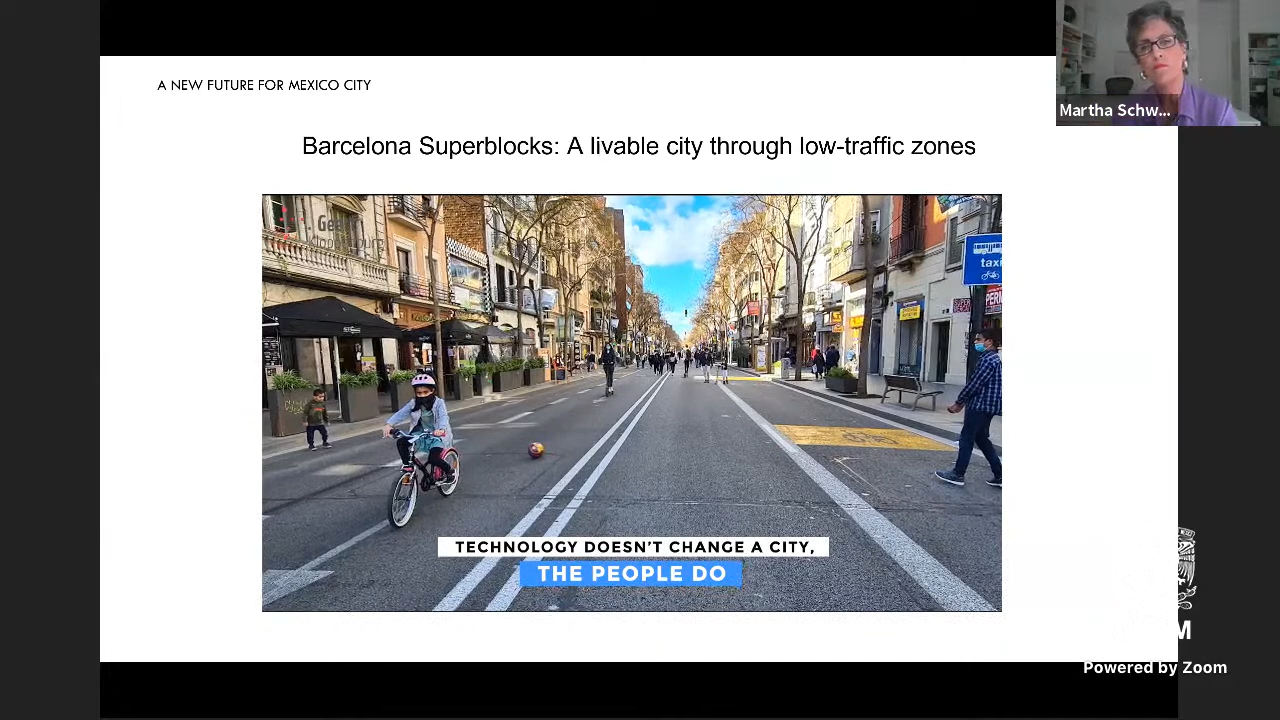 A NEW FUTURE FOR MEXICO CITY
Martha Schw...
Barcelona Superblocks: A livable city through low-traffic zones
taxi
TECHNOLOGY DOESN'T CHANGE A CITY,
THE PEOPLE DO
M
Powered by Zoom